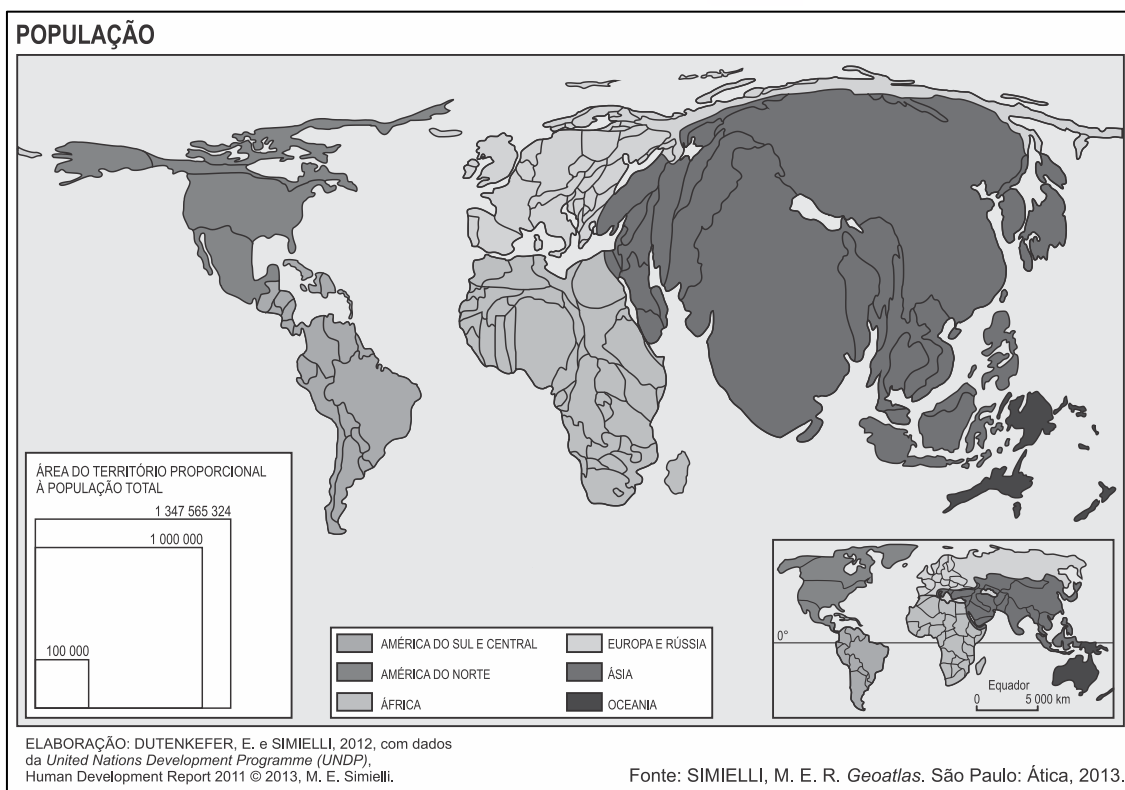 POPULAÇÃO
ÁREA DO TERRITÓRIO PROPORCIONAL
À POPULAÇÃO TOTAL
1 347 565 324
1 000 000
100 000
AMÉRICA DO SUL E CENTRAL
AMÉRICA DO NORTE
ÁFRICA
EUROPA E RÚSSIA
ÁSIA
OCEANIA
0°
Equador
0 5 000 km
ELABORAÇÃO: DUTENKEFER, E. e SIMIELLI, 2012, com dados
da United Nations Development Programme (UNDP),
Human Development Report 2011 © 2013, M. E. Simielli.
Fonte: SIMIELLI, M. E. R. Geoatlas. São Paulo: Ática, 2013.